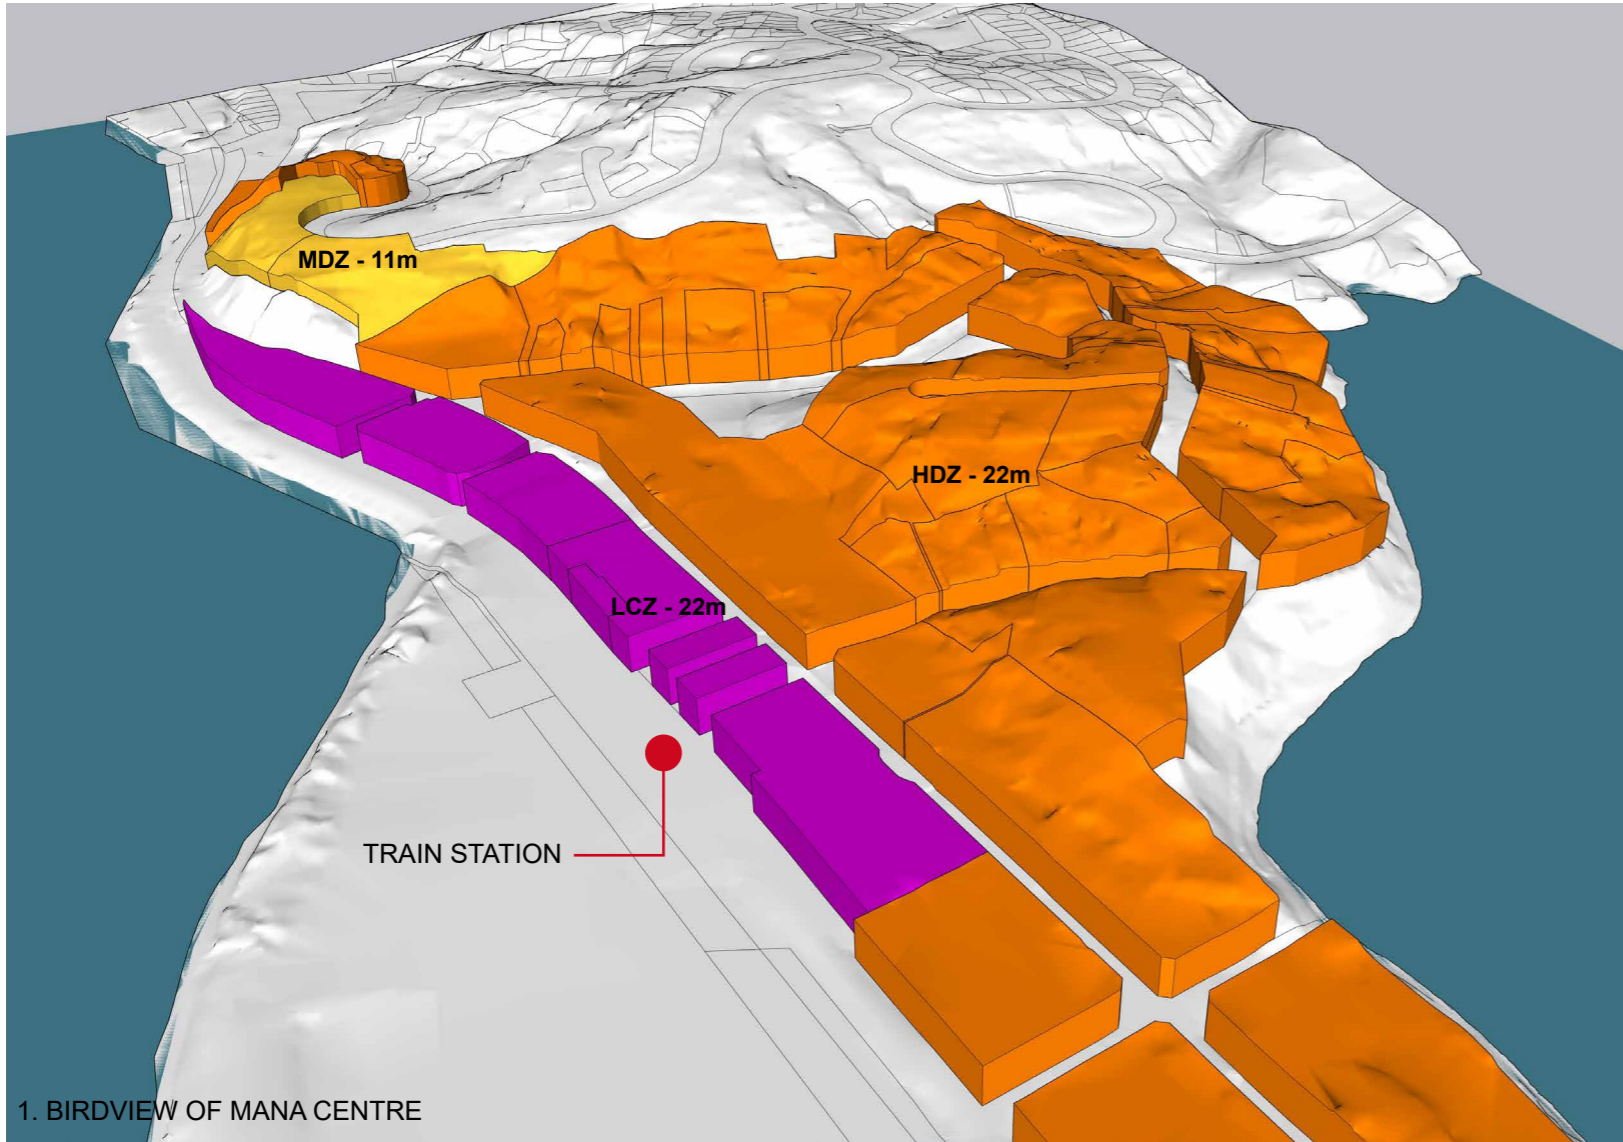 MDZ - 11m
HDZ - 22m
LCZ - 22m
TRAIN STATION
1. BIRDVIEW OF MANA CENTRE